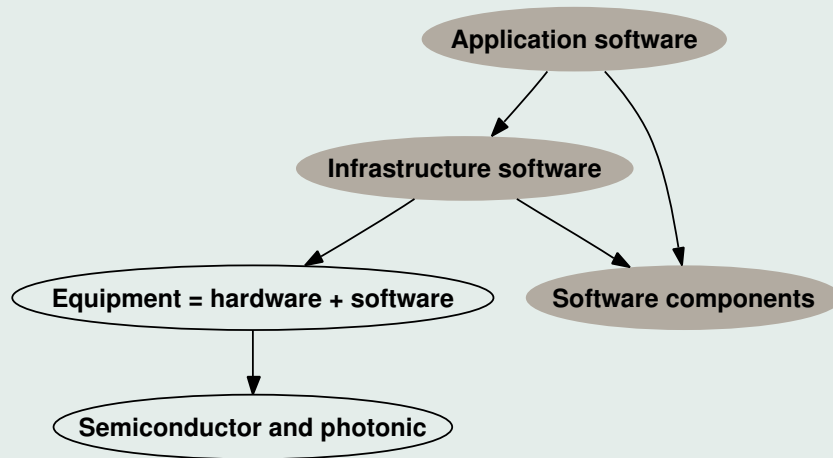 Application software
Infrastructure software
Equipment = hardware + software
Software components
Semiconductor and photonic